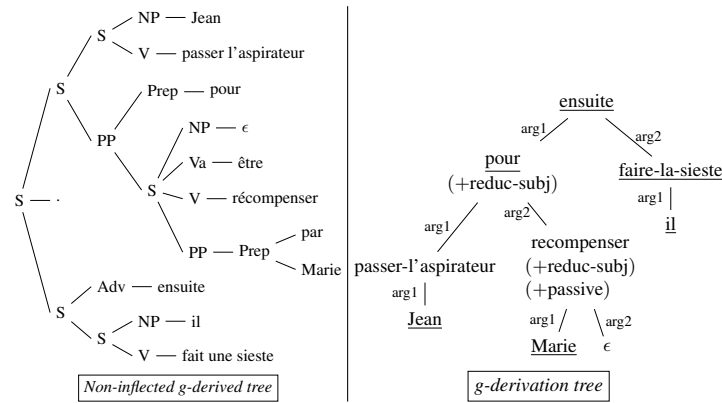 NP — Jean
S
V — passer l'aspirateur
S
Prep — pour
PP
NP — ϵ
Va — être
S
V — récompenser
S — .
par
PP — Prep
Marie
Adv — ensuite
S
NP — il
S
V — fait une sieste
Non-inflected g-derived tree
ensuite
arg1 arg2
pour
(+reduc-subj)
faire-la-sieste
arg1
il
arg1 arg2
passer-l'aspirateur
arg1
Jean
recompenser
(+reduc-subj)
(+passive)
arg1 arg2
Marie ϵ
g-derivation tree